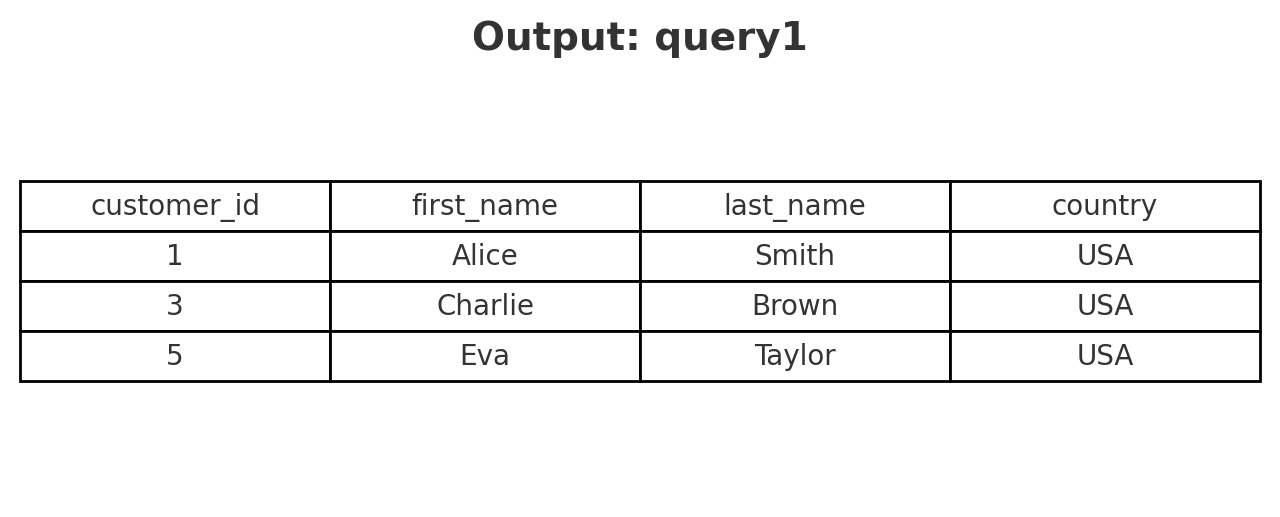 Output: query1
customer_id first_name last_name country
1 Alice Smith USA
3 Charlie Brown USA
5 Eva Taylor USA